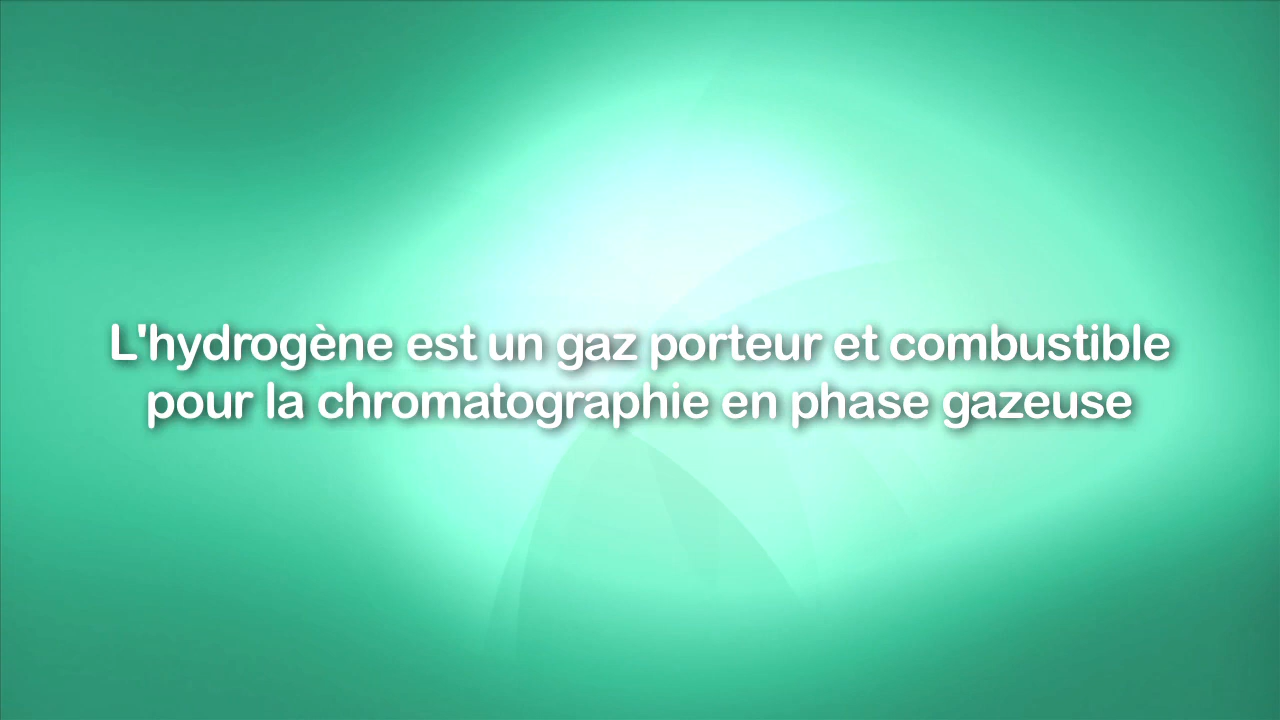 L'hydrogène est un gaz porteur et combustible
pour la chromatographie en phase gazeuse